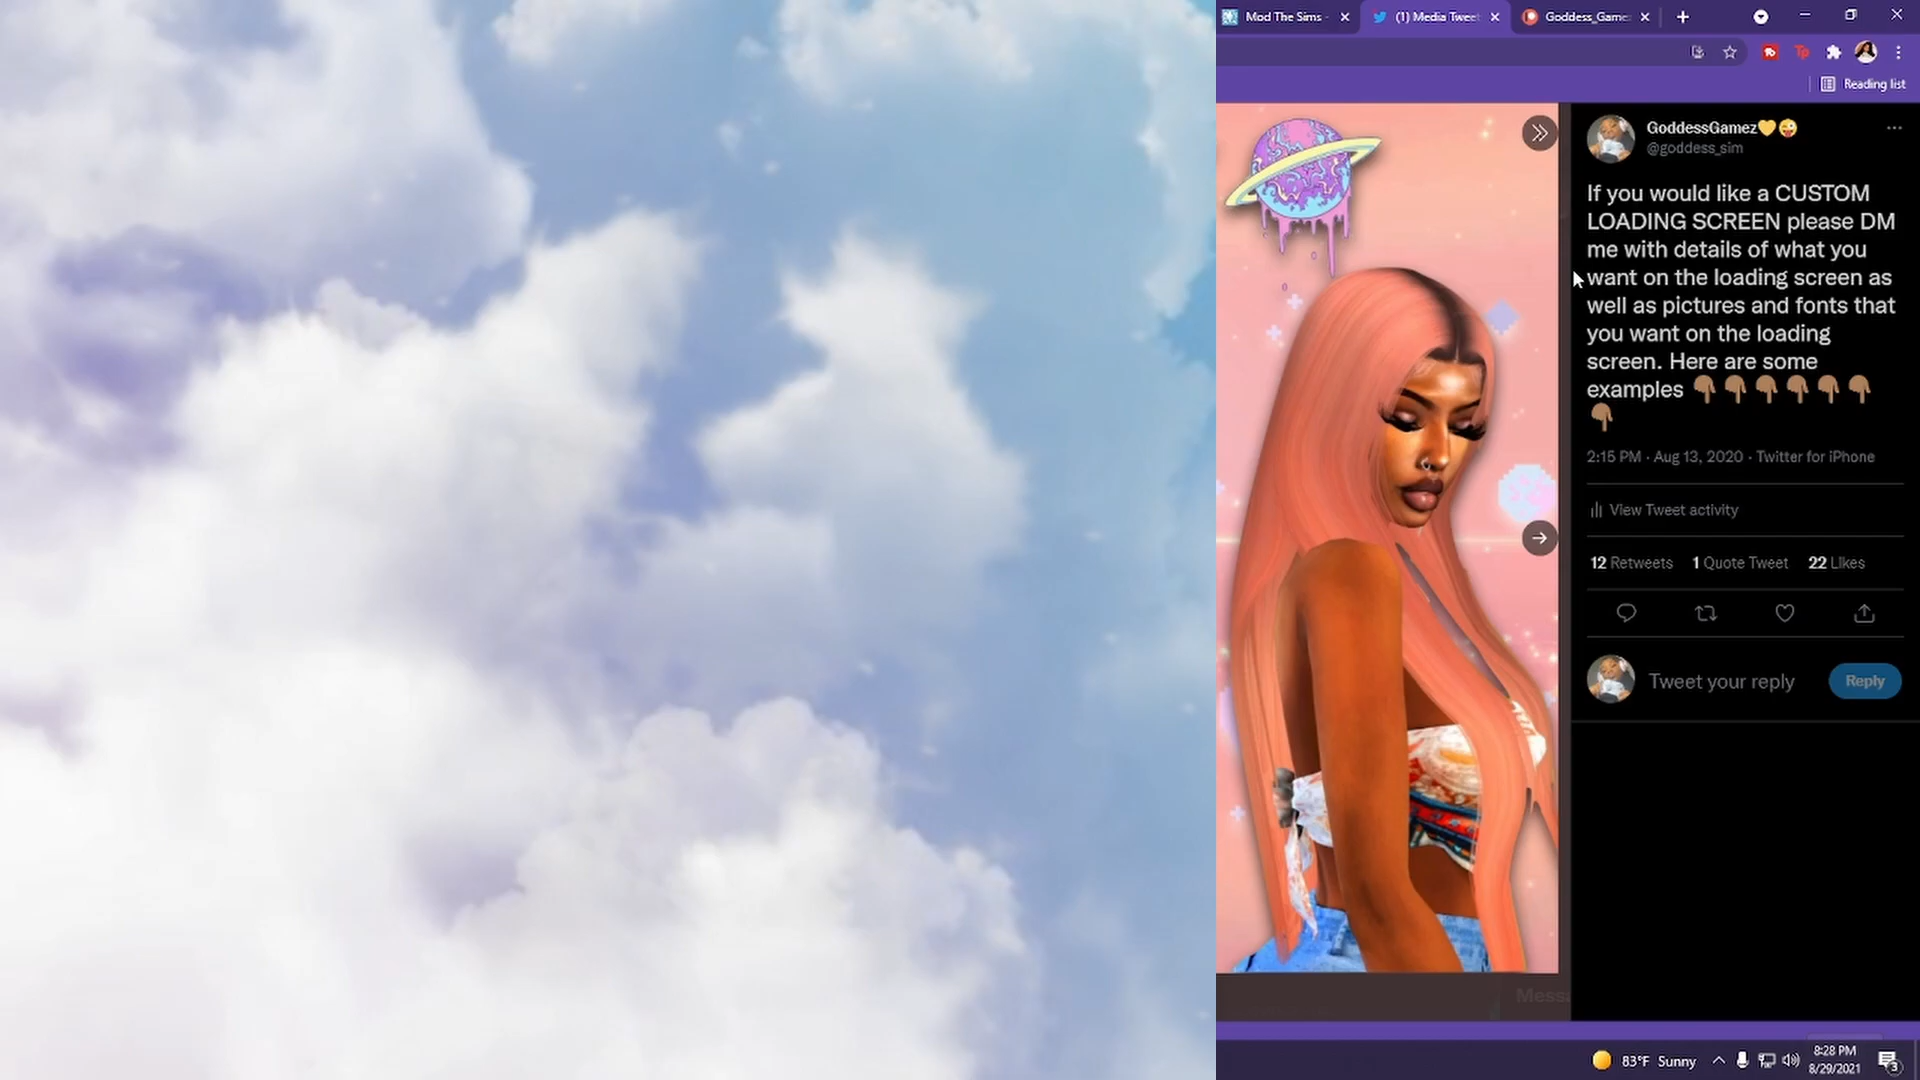 Mod The Sims -
(1) Media Tweet
Goddess_Game
Reading list
GoddessGamez💛😜
@goddess_sim
If you would like a CUSTOM
LOADING SCREEN please DM
me with details of what you
want on the loading screen as
well as pictures and fonts that
you want on the loading
screen. Here are some
examples 👇🏽👇🏽👇🏽👇🏽👇🏽👇🏽
👇🏽
2:15 PM · Aug 13, 2020 · Twitter for iPhone
View Tweet activity
12 Retweets 1 Quote Tweet 22 Likes
Tweet your reply
Reply
Messa
83°F Sunny
8:28 PM
8/29/2021
3